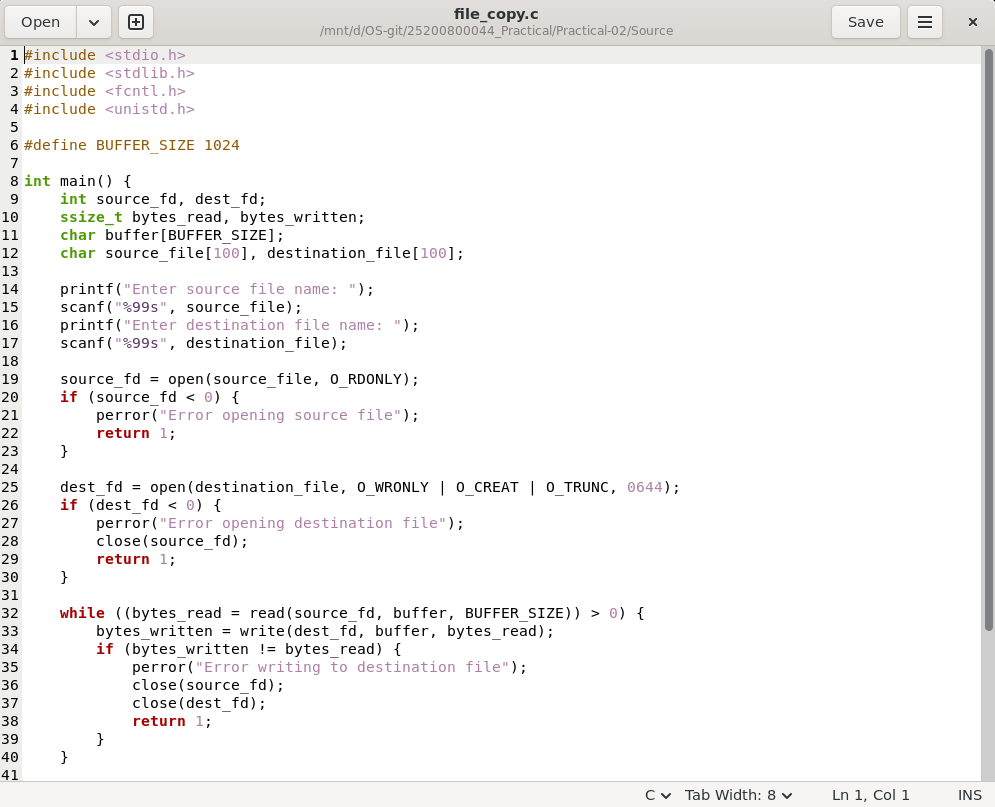 Open
file_copy.c
/mnt/d/OS-git/25200800044_Practical/Practical-02/Source
Save
1 #include <stdio.h>
2 #include <stdlib.h>
3 #include <fcntl.h>
4 #include <unistd.h>
5
6 #define BUFFER_SIZE 1024
7
8 int main() {
9     int source_fd, dest_fd;
10     ssize_t bytes_read, bytes_written;
11     char buffer[BUFFER_SIZE];
12     char source_file[100], destination_file[100];
13
14     printf("Enter source file name: ");
15     scanf("%99s", source_file);
16     printf("Enter destination file name: ");
17     scanf("%99s", destination_file);
18
19     source_fd = open(source_file, O_RDONLY);
20     if (source_fd < 0) {
21         perror("Error opening source file");
22         return 1;
23     }
24
25     dest_fd = open(destination_file, O_WRONLY | O_CREAT | O_TRUNC, 0644);
26     if (dest_fd < 0) {
27         perror("Error opening destination file");
28         close(source_fd);
29         return 1;
30     }
31
32     while ((bytes_read = read(source_fd, buffer, BUFFER_SIZE)) > 0) {
33         bytes_written = write(dest_fd, buffer, bytes_read);
34         if (bytes_written != bytes_read) {
35             perror("Error writing to destination file");
36             close(source_fd);
37             close(dest_fd);
38             return 1;
39         }
40     }
41
C Tab Width: 8 Ln 1, Col 1 INS